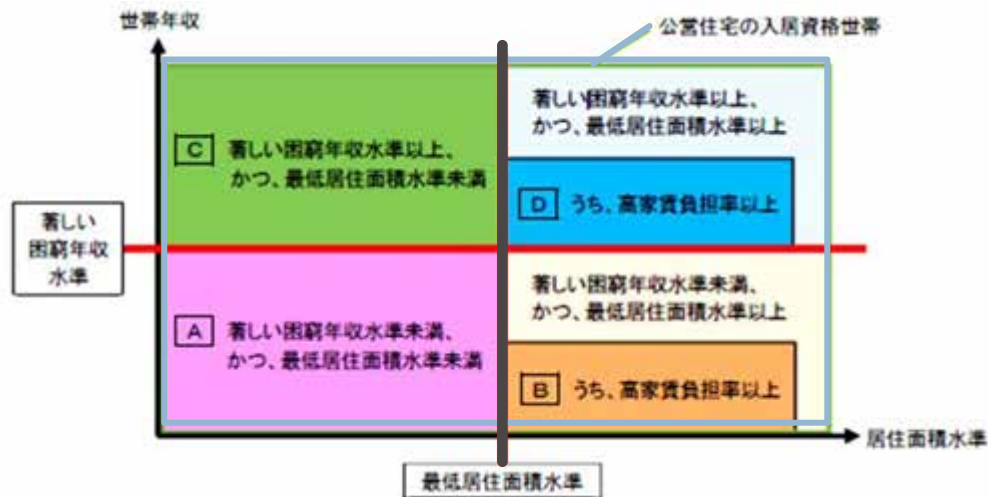 世帯年収
公営住宅の入居資格世帯
著しい困窮年収水準以上、
かつ、最低居住面積水準以上
C 著しい困窮年収水準以上、
かつ、最低居住面積水準未満
D うち、高家賃負担率以上
著しい
困窮年収
水準
著しい困窮年収水準未満、
かつ、最低居住面積水準以上
A 著しい困窮年収水準未満、
かつ、最低居住面積水準未満
B うち、高家賃負担率以上
居住面積水準
最低居住面積水準